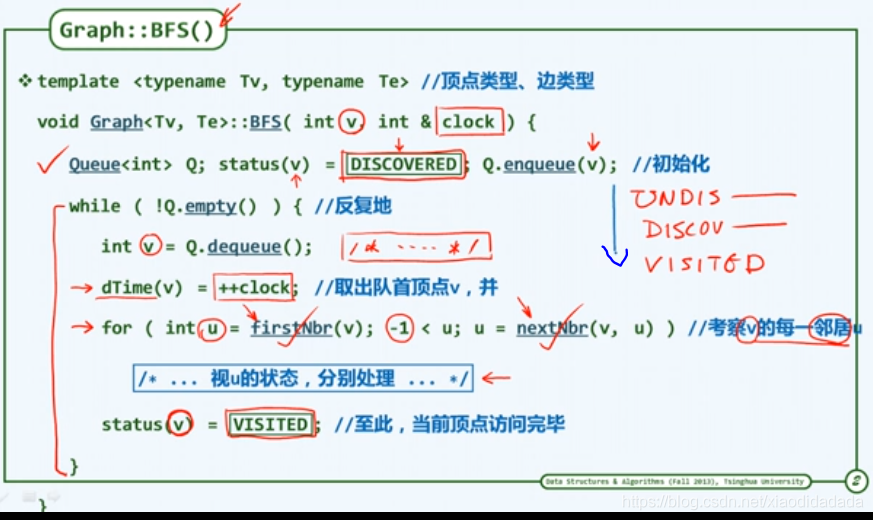 Graph::BFS()
❖template <typename Tv, typename Te> //顶点类型、边类型
void Graph<Tv, Te>::BFS( int v, int & clock ) {
Queue<int> Q; status(v) = DISCOVERED; Q.enqueue(v); //初始化
UNDIS
while ( !Q.empty() ) { //反复地
DISCOV
int v = Q.dequeue(); /* .... */
VISITED
dTime(v) = ++clock; //取出队首顶点v，并
for ( int u = firstNbr(v); -1 < u; u = nextNbr(v, u) ) //考察v的每一邻居u
/* ... 视u的状态，分别处理 ... */
status(v) = VISITED; //至此，当前顶点访问完毕
}
Data Structures & Algorithms (Fall 2013), Tsinghua University 2
}
https://blog.csdn.net/xiaodidadada